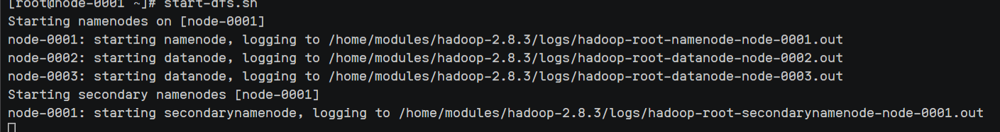 [root@node-0001 ~]# start-dfs.sh
Starting namenodes on [node-0001]
node-0001: starting namenode, logging to /home/modules/hadoop-2.8.3/logs/hadoop-root-namenode-node-0001.out
node-0002: starting datanode, logging to /home/modules/hadoop-2.8.3/logs/hadoop-root-datanode-node-0002.out
node-0003: starting datanode, logging to /home/modules/hadoop-2.8.3/logs/hadoop-root-datanode-node-0003.out
Starting secondary namenodes [node-0001]
node-0001: starting secondarynamenode, logging to /home/modules/hadoop-2.8.3/logs/hadoop-root-secondarynamenode-node-0001.out